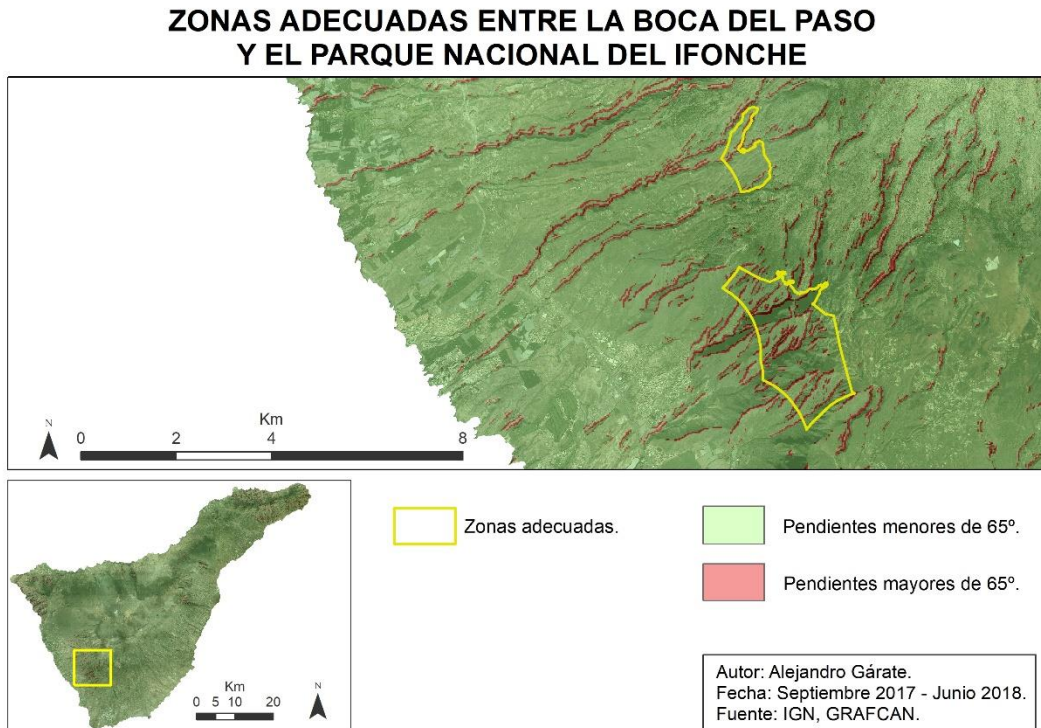 ZONAS ADECUADAS ENTRE LA BOCA DEL PASO
Y EL PARQUE NACIONAL DEL IFONCHE
N
Km
0 2 4 8
Zonas adecuadas.
Pendientes menores de 65º.
Pendientes mayores de 65º.
Km
0 5 10 20
N
Autor: Alejandro Gárate.
Fecha: Septiembre 2017 - Junio 2018.
Fuente: IGN, GRAFCAN.